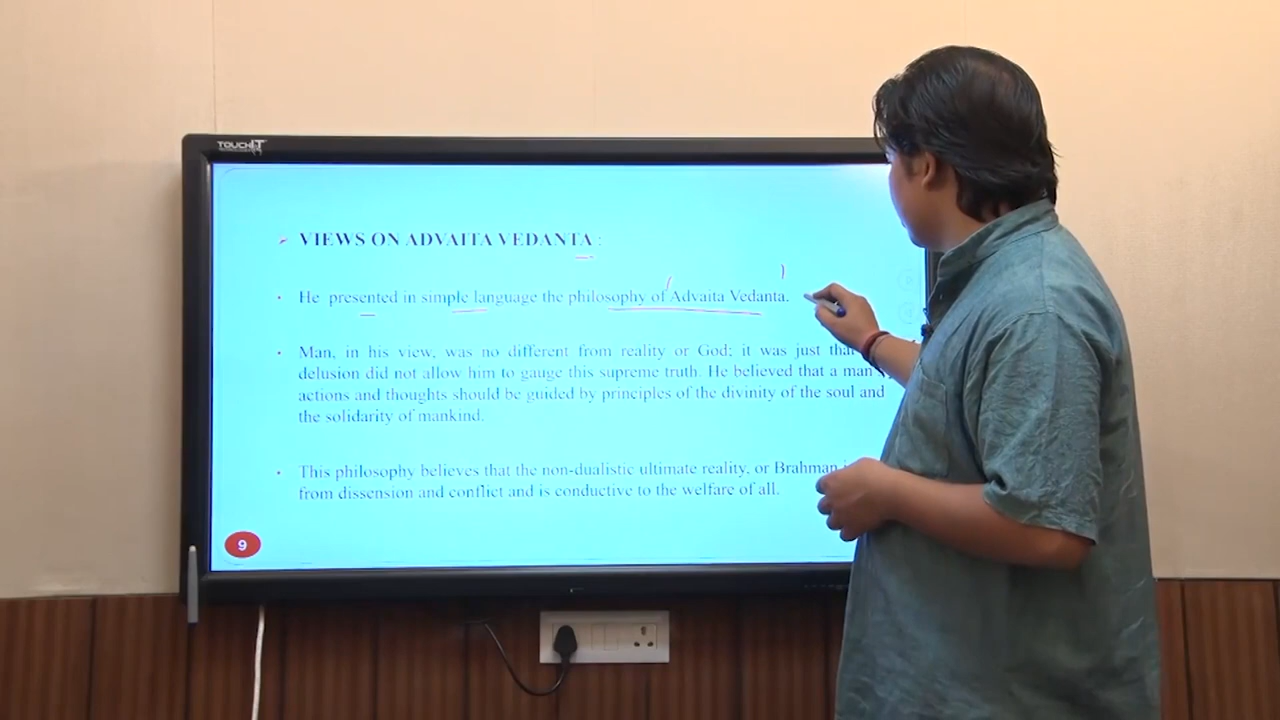 TOUCHIT
VIEWS ON ADVAITA VEDANTA :
He presented in simple language the philosophy of Advaita Vedanta.
Man, in his view, was no different from reality or God; it was just that
delusion did not allow him to gauge this supreme truth. He believed that a man's
actions and thoughts should be guided by principles of the divinity of the soul and
the solidarity of mankind.
This philosophy believes that the non-dualistic ultimate reality, or Brahman
from dissension and conflict and is conductive to the welfare of all.
9